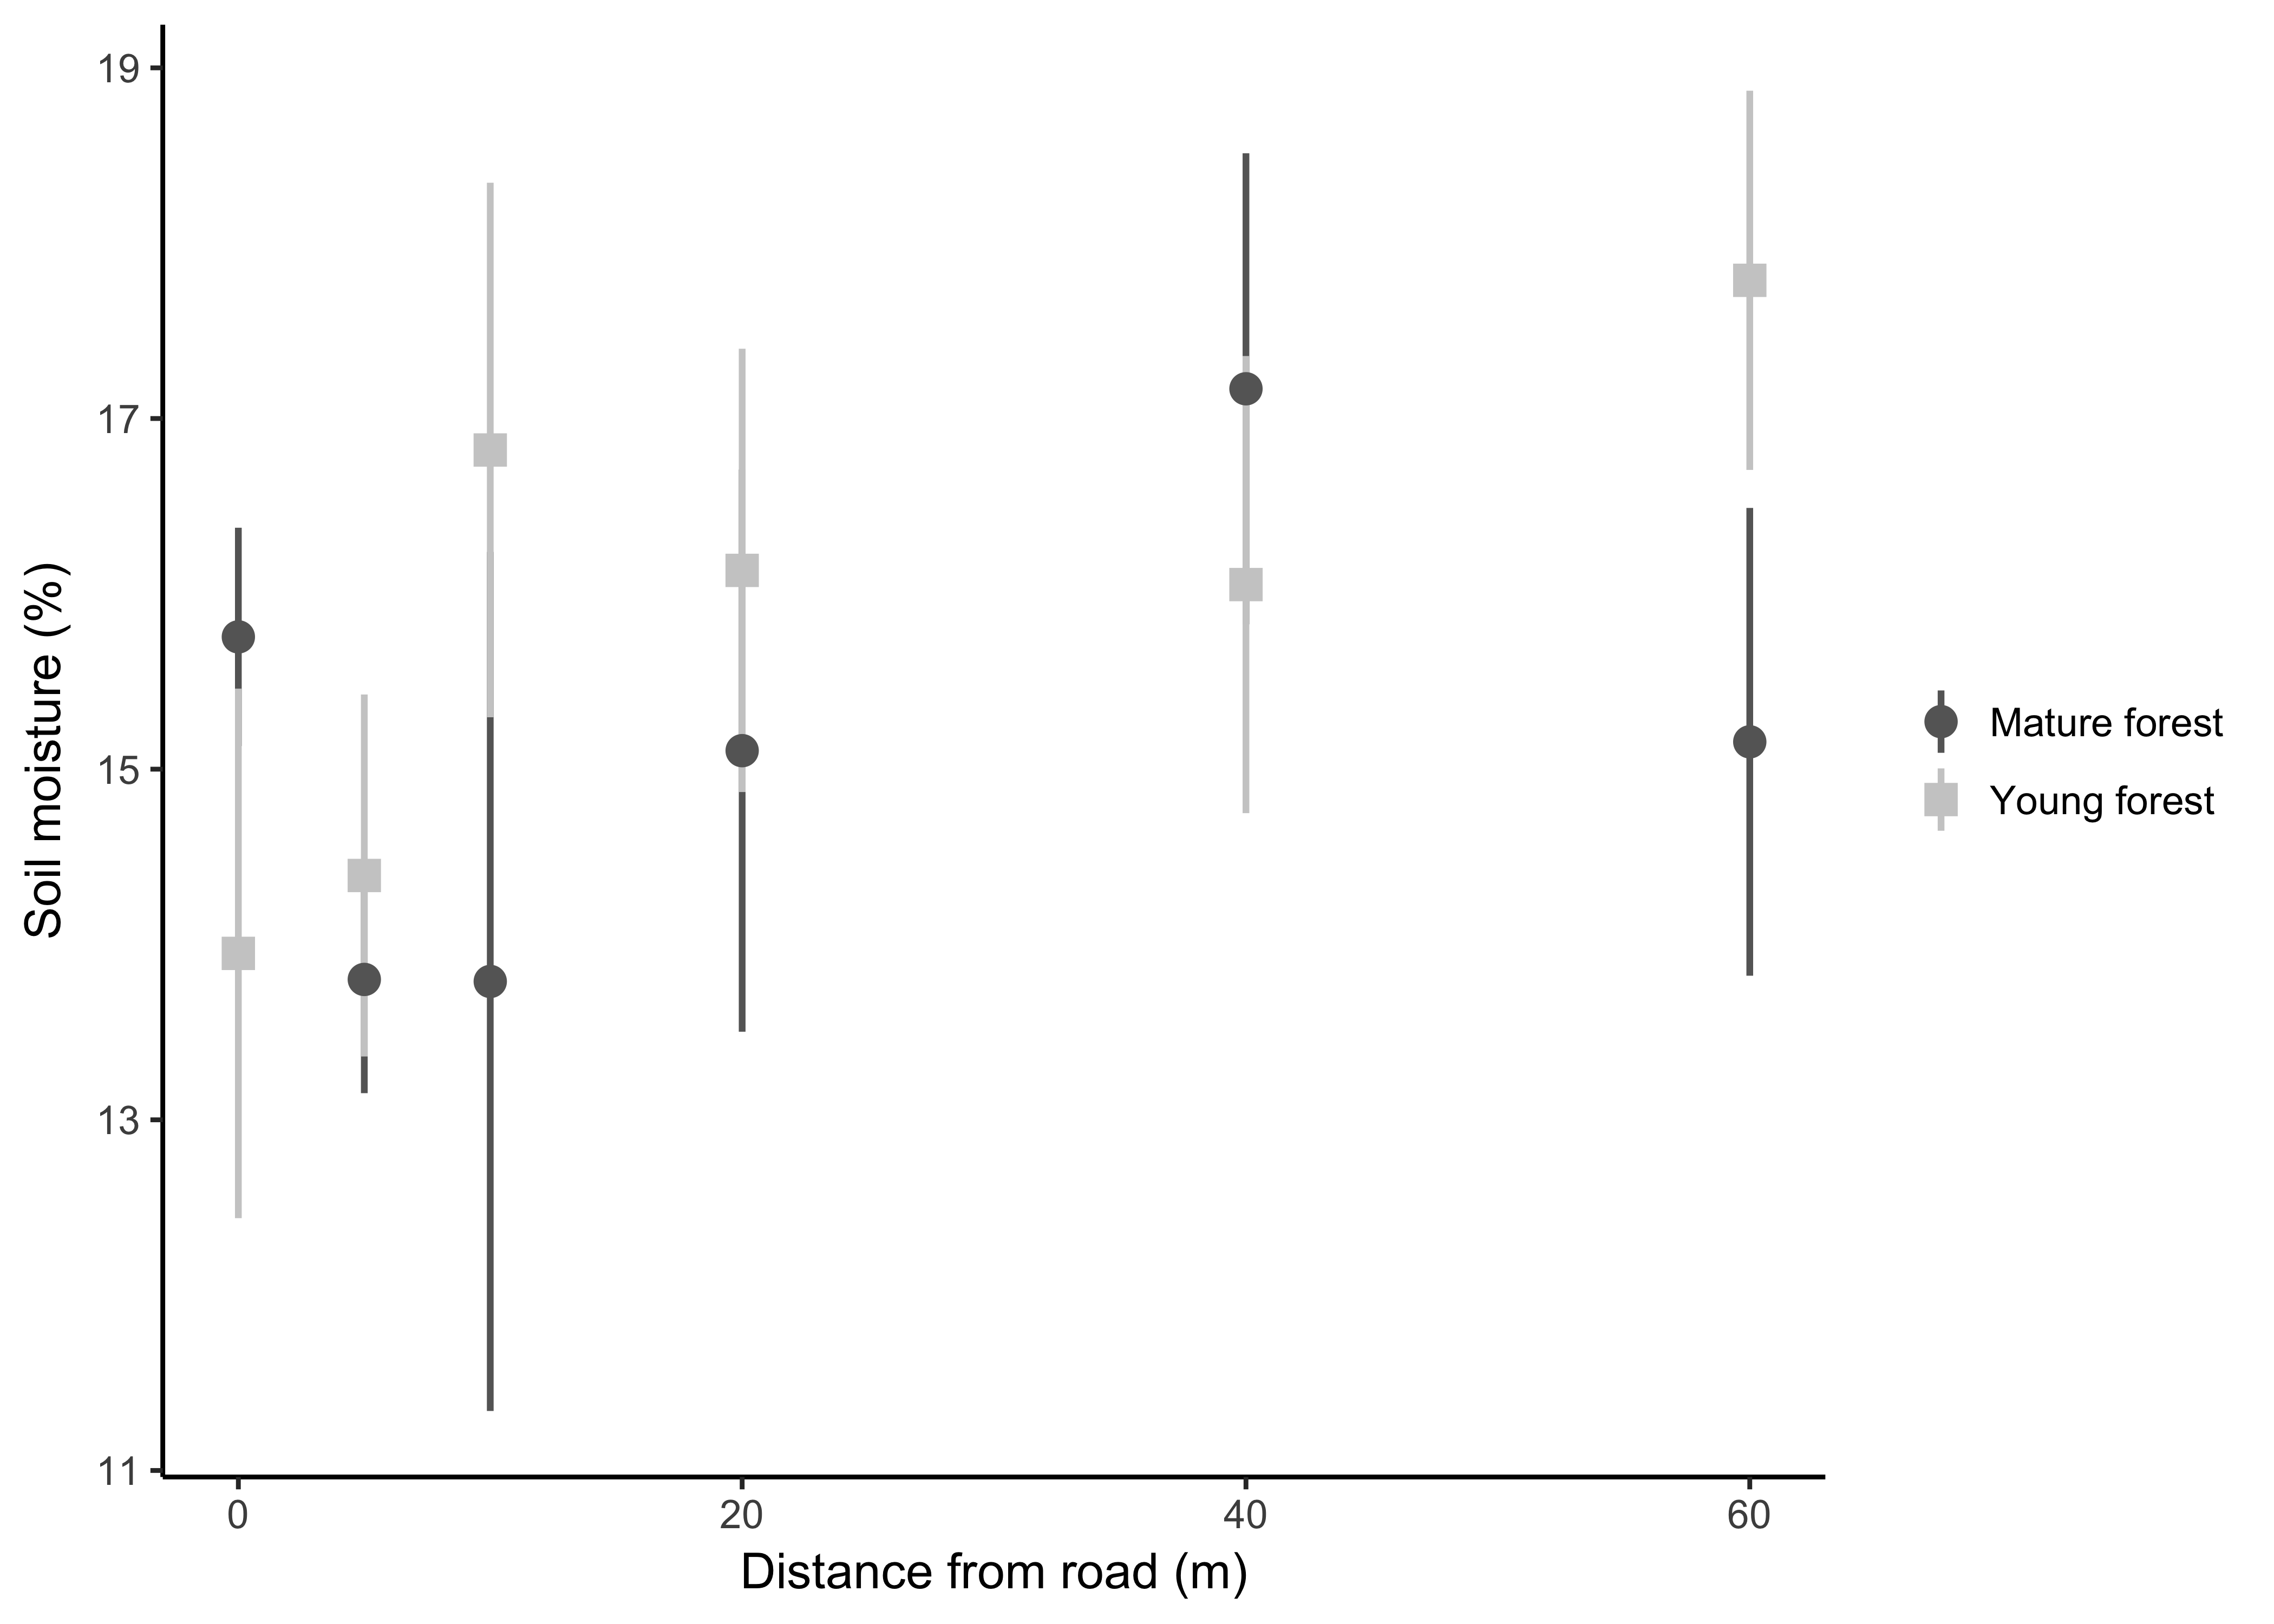 19
17
15
13
11
Soil moisture (%)
0 20 40 60
Distance from road (m)
Mature forest
Young forest